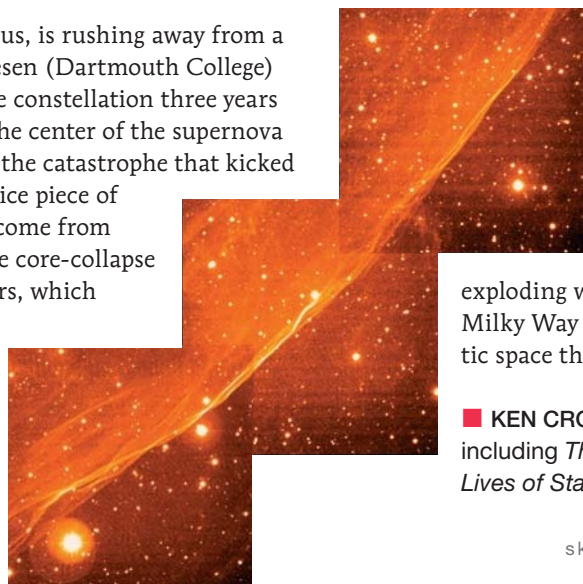 us, is rushing away from a
esen (Dartmouth College)
e constellation three years
he center of the supernova
the catastrophe that kicked
ice piece of
come from
e core-collapse
rs, which
exploding w
Milky Way
tic space th
■ KEN CRO
including Th
Lives of Sta
sk